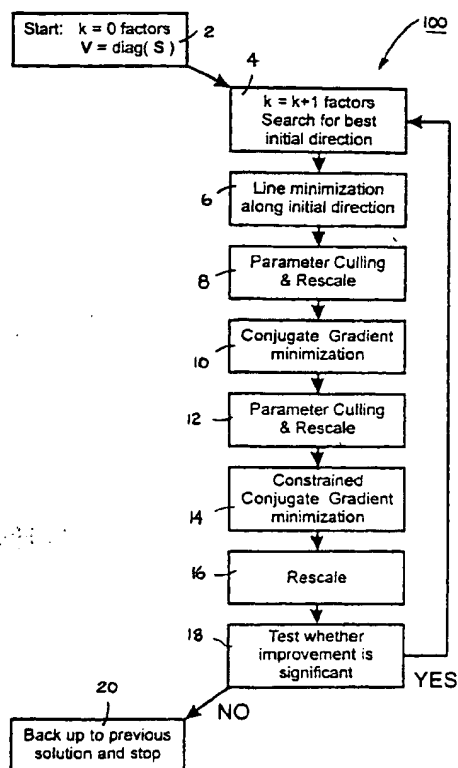 Start: k = 0 factors
V = diag( S )
2
100
4
k = k+1 factors
Search for best
initial direction
6
Line minimization
along initial direction
8
Parameter Culling
& Rescale
10
Conjugate Gradient
minimization
12
Parameter Culling
& Rescale
14
Constrained
Conjugate Gradient
minimization
16
Rescale
18
Test whether
improvement is
significant
YES
NO
20
Back up to previous
solution and stop